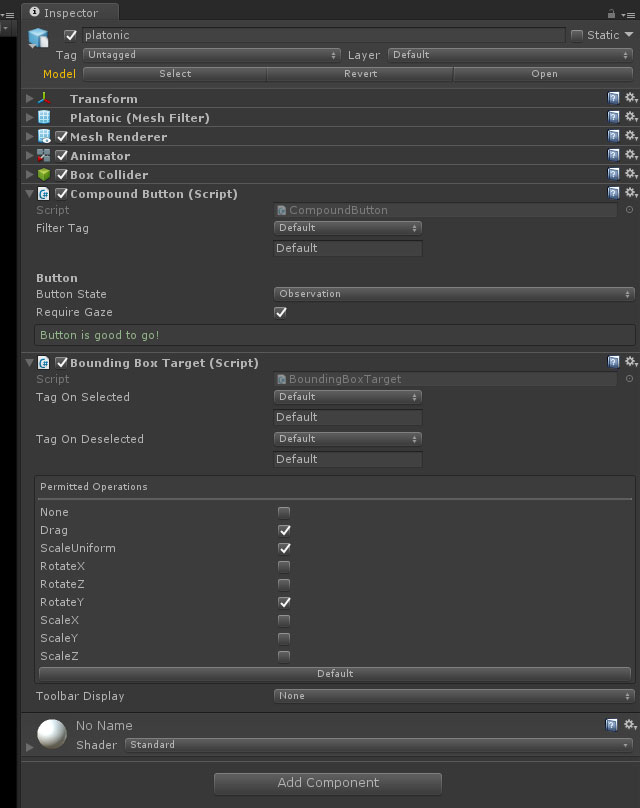 Inspector
platonic Static
Tag Untagged Layer Default
Model Select Revert Open
Transform
Platonic (Mesh Filter)
Mesh Renderer
Animator
Box Collider
Compound Button (Script)
Script CompoundButton
Filter Tag Default
Default
Button
Button State Observation
Require Gaze
Button is good to go!
Bounding Box Target (Script)
Script BoundingBoxTarget
Tag On Selected Default
Default
Tag On Deselected Default
Default
Permitted Operations
None
Drag
ScaleUniform
RotateX
RotateZ
RotateY
ScaleX
ScaleY
ScaleZ
Default
Toolbar Display None
No Name
Shader Standard
Add Component